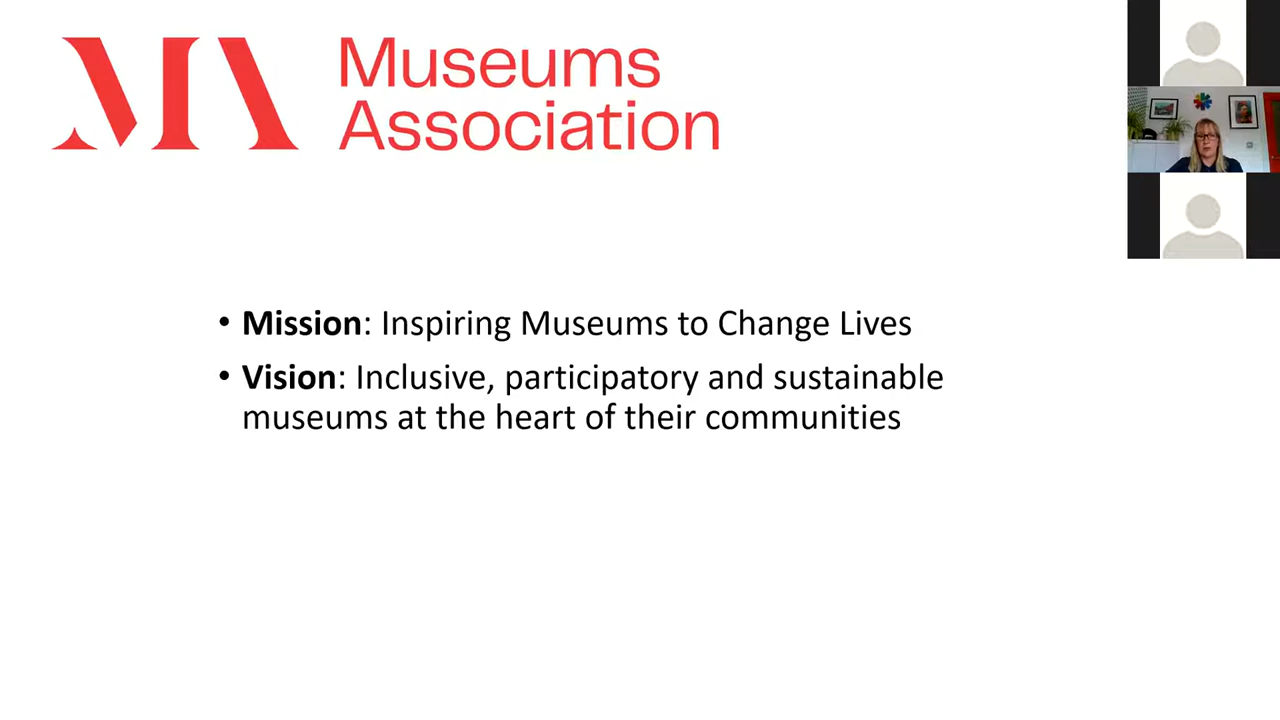 Museums
Association
• Mission: Inspiring Museums to Change Lives
• Vision: Inclusive, participatory and sustainable
museums at the heart of their communities